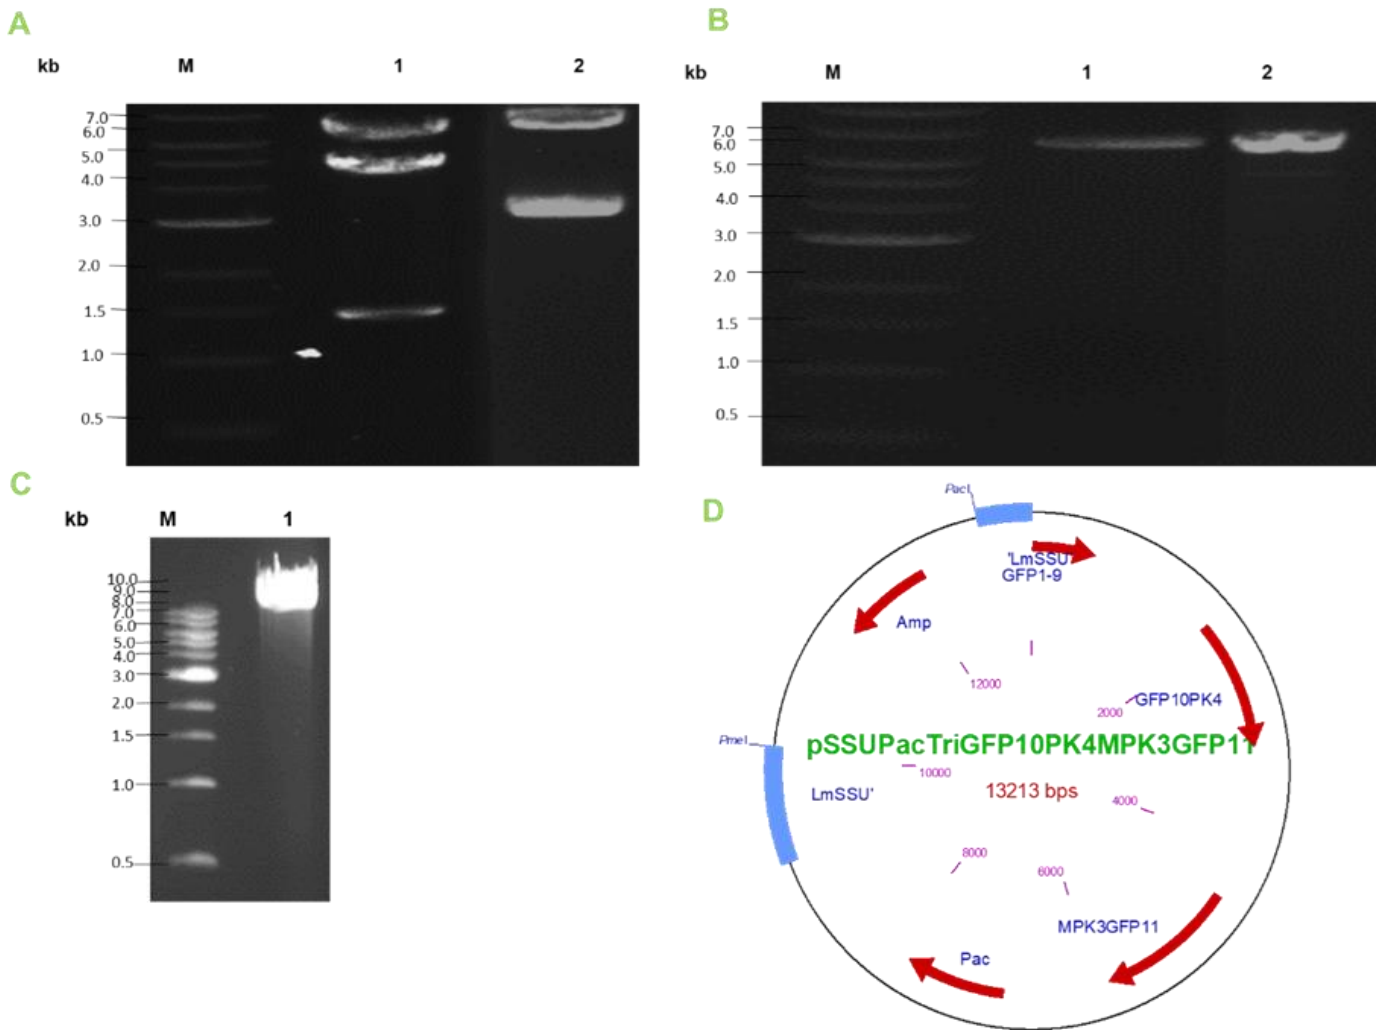 A
kb M 1 2
7.0
6.0
5.0
4.0
3.0
2.0
1.5
1.0
0.5
B
kb M 1 2
7.0
6.0
5.0
4.0
3.0
2.0
1.5
1.0
0.5
C
kb M 1
10.0
9.0
8.0
7.0
6.0
5.0
4.0
3.0
2.0
1.5
1.0
0.5
D
PacI
'LmSSU
GFP1-9
Amp
12000
GFP10PK4
2000
PmeI
pSSUPacTriGFP10PK4MPK3GFP11
10000
13213 bps
LmSSU'
4000
8000
6000
MPK3GFP11
Pac